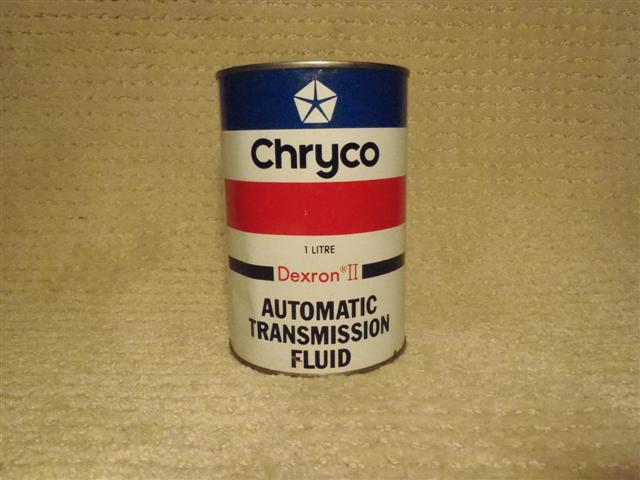 Chryco
1 LITRE
Dexron® II
AUTOMATIC
TRANSMISSION
FLUID